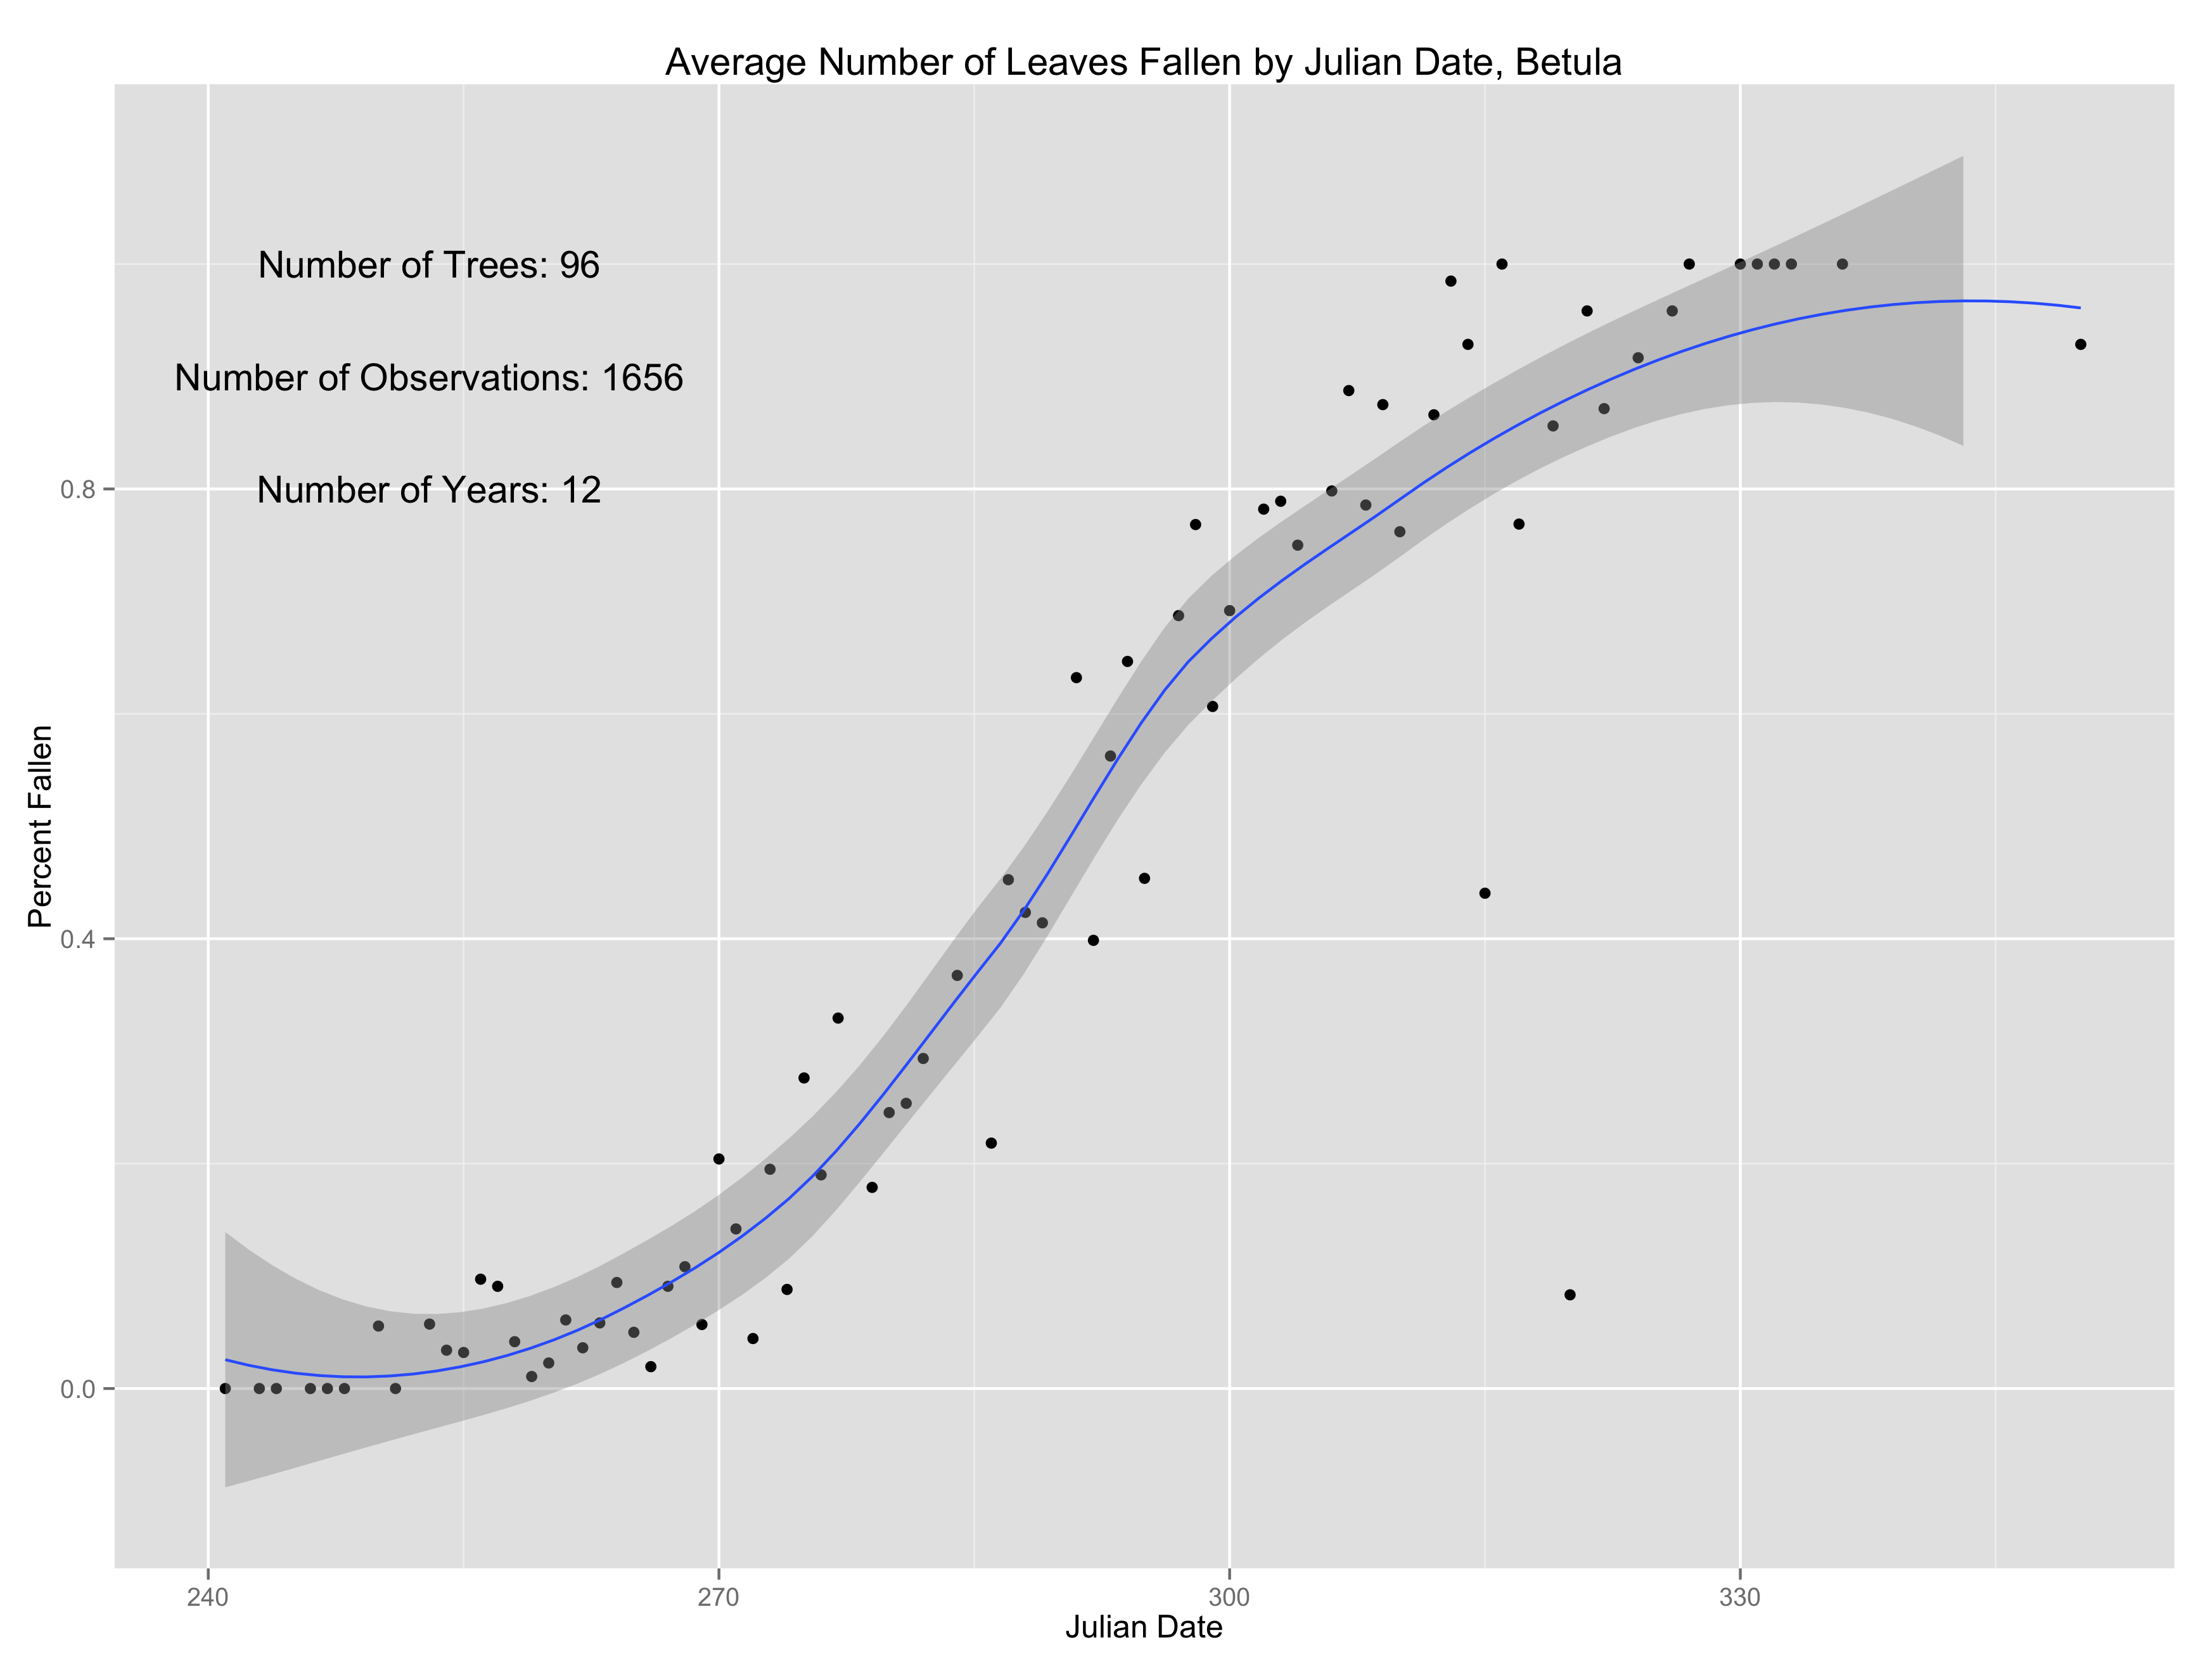 Average Number of Leaves Fallen by Julian Date, Betula
Number of Trees: 96
Number of Observations: 1656
Number of Years: 12
Percent Fallen
0.8
0.4
0.0
240 270 300 330
Julian Date